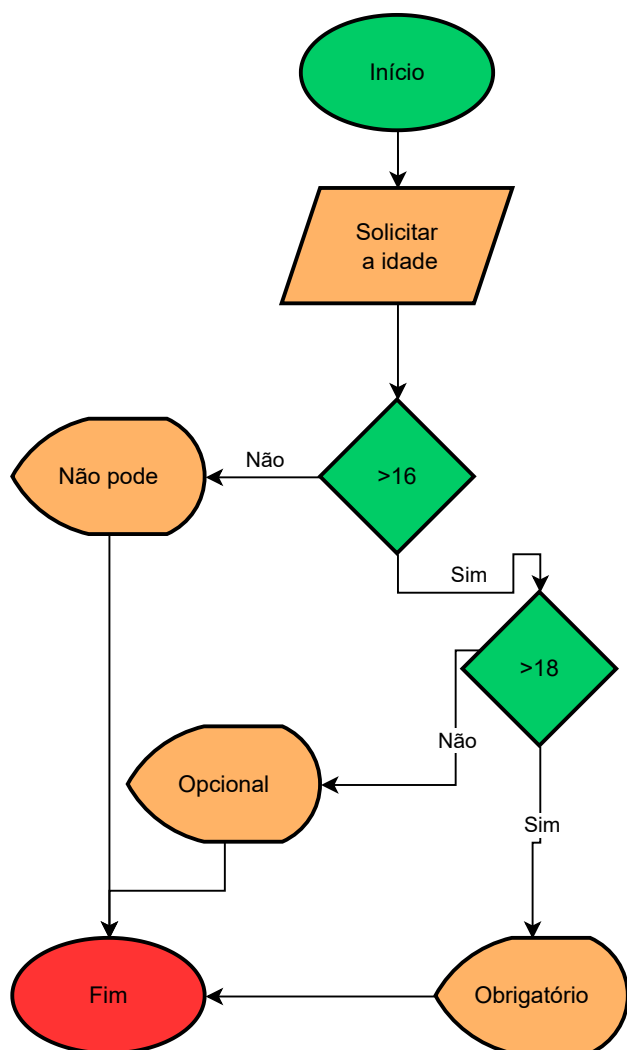 Início
Solicitar
a idade
>16
Não
Não pode
Sim
>18
Não
Opcional
Sim
Obrigatório
Fim